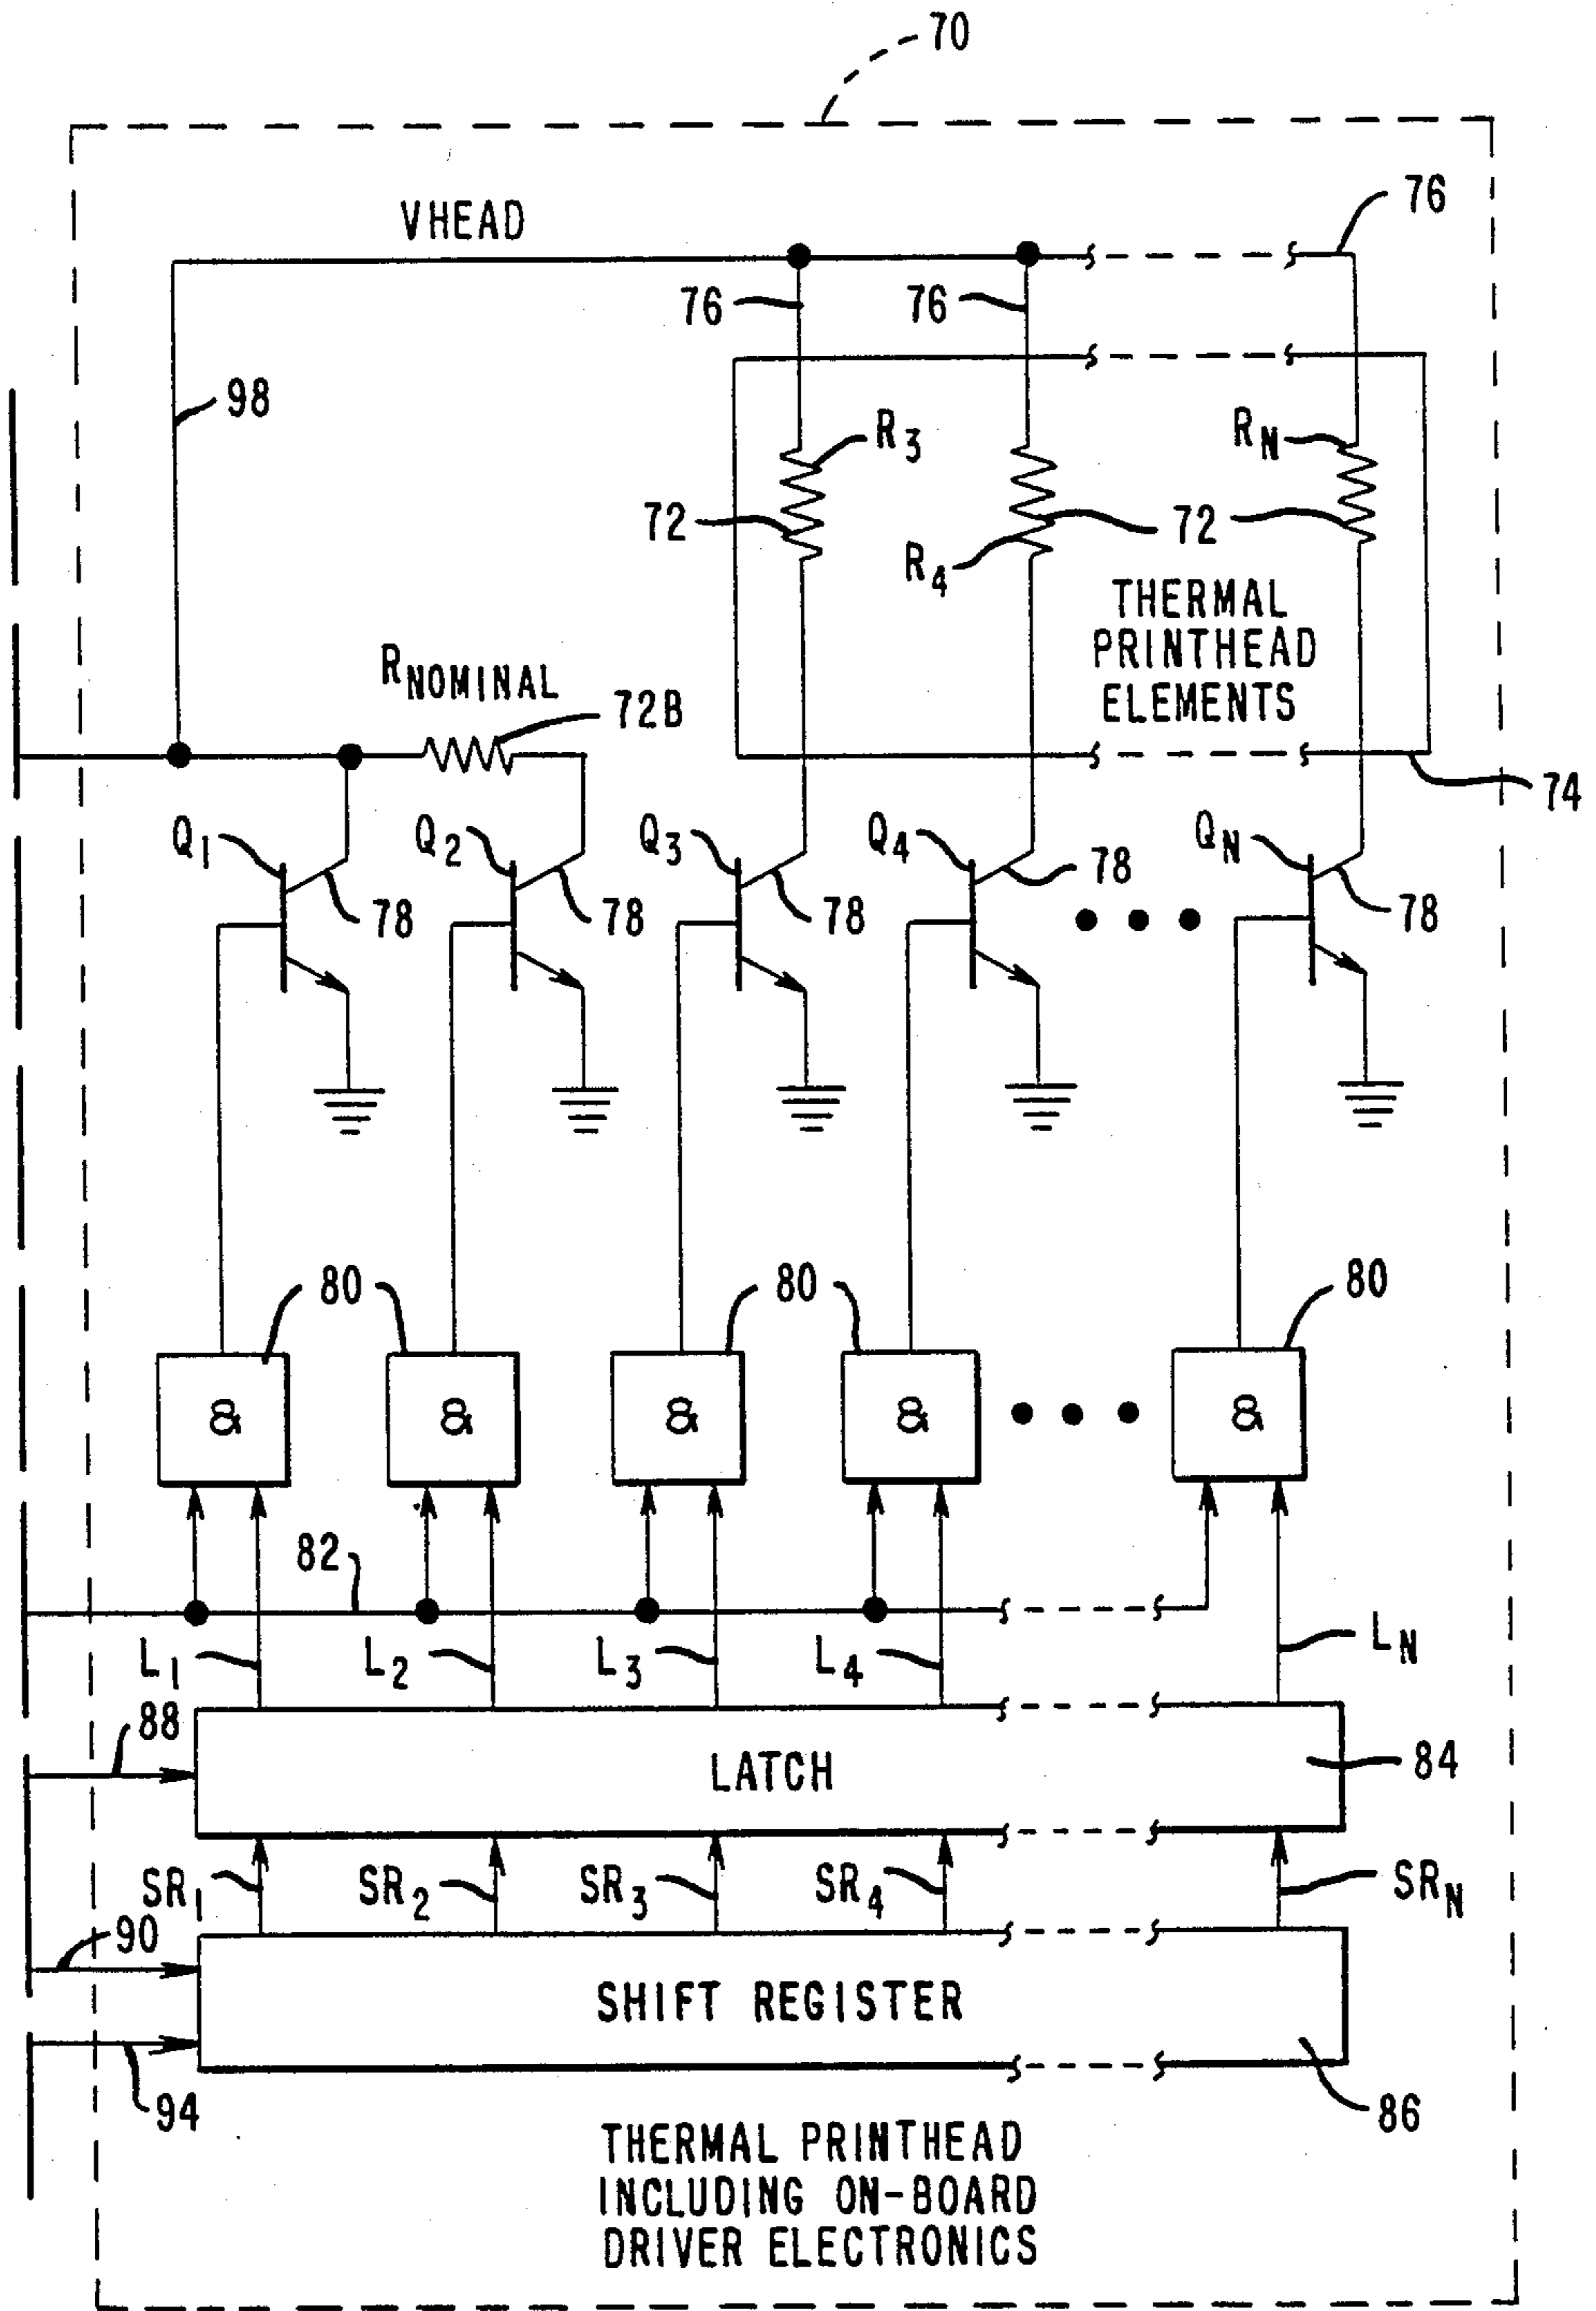 70
VHEAD
76
76
76
98
R3
RN
72
72
R4
THERMAL
PRINTHEAD
ELEMENTS
RNOMINAL
72B
74
Q1
Q2
Q3
Q4
QN
78
78
78
78
78
80
80
80
& & & & &
82
L1
L2
L3
L4
LN
88
LATCH
84
SR1
SR2
SR3
SR4
SRN
90
SHIFT REGISTER
94
86
THERMAL PRINTHEAD
INCLUDING ON-BOARD
DRIVER ELECTRONICS